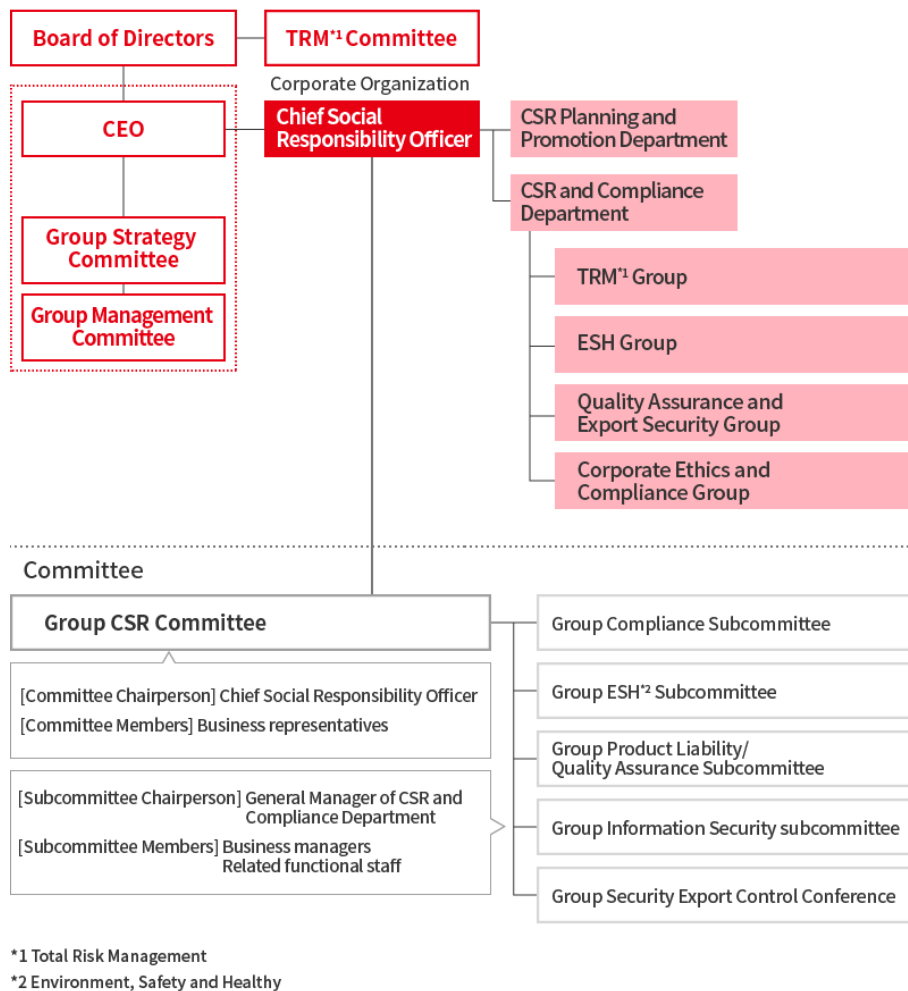 Board of Directors
TRM*1 Committee
Corporate Organization
CEO
Chief Social
Responsibility Officer
CSR Planning and
Promotion Department
CSR and Compliance
Department
Group Strategy
Committee
Group Management
Committee
TRM*1 Group
ESH Group
Quality Assurance and
Export Security Group
Corporate Ethics and
Compliance Group
Committee
Group CSR Committee
[Committee Chairperson] Chief Social Responsibility Officer
[Committee Members] Business representatives
[Subcommittee Chairperson] General Manager of CSR and
Compliance Department
[Subcommittee Members] Business managers
Related functional staff
Group Compliance Subcommittee
Group ESH*2 Subcommittee
Group Product Liability/
Quality Assurance Subcommittee
Group Information Security subcommittee
Group Security Export Control Conference
*1 Total Risk Management
*2 Environment, Safety and Healthy